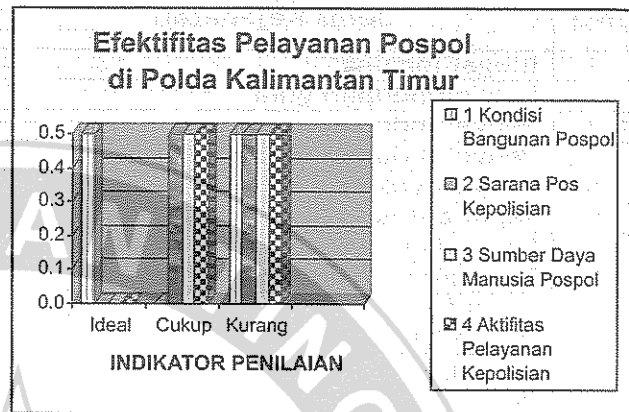 Efektifitas Pelayanan Pospol
di Polda Kalimantan Timur
0.5
0.4
0.3
0.2
0.1
0.0
Ideal Cukup Kurang
INDIKATOR PENILAIAN
1 Kondisi
Bangunan Pospol
2 Sarana Pos
Kepolisian
3 Sumber Daya
Manusia Pospol
4 Aktifitas
Pelayanan
Kepolisian